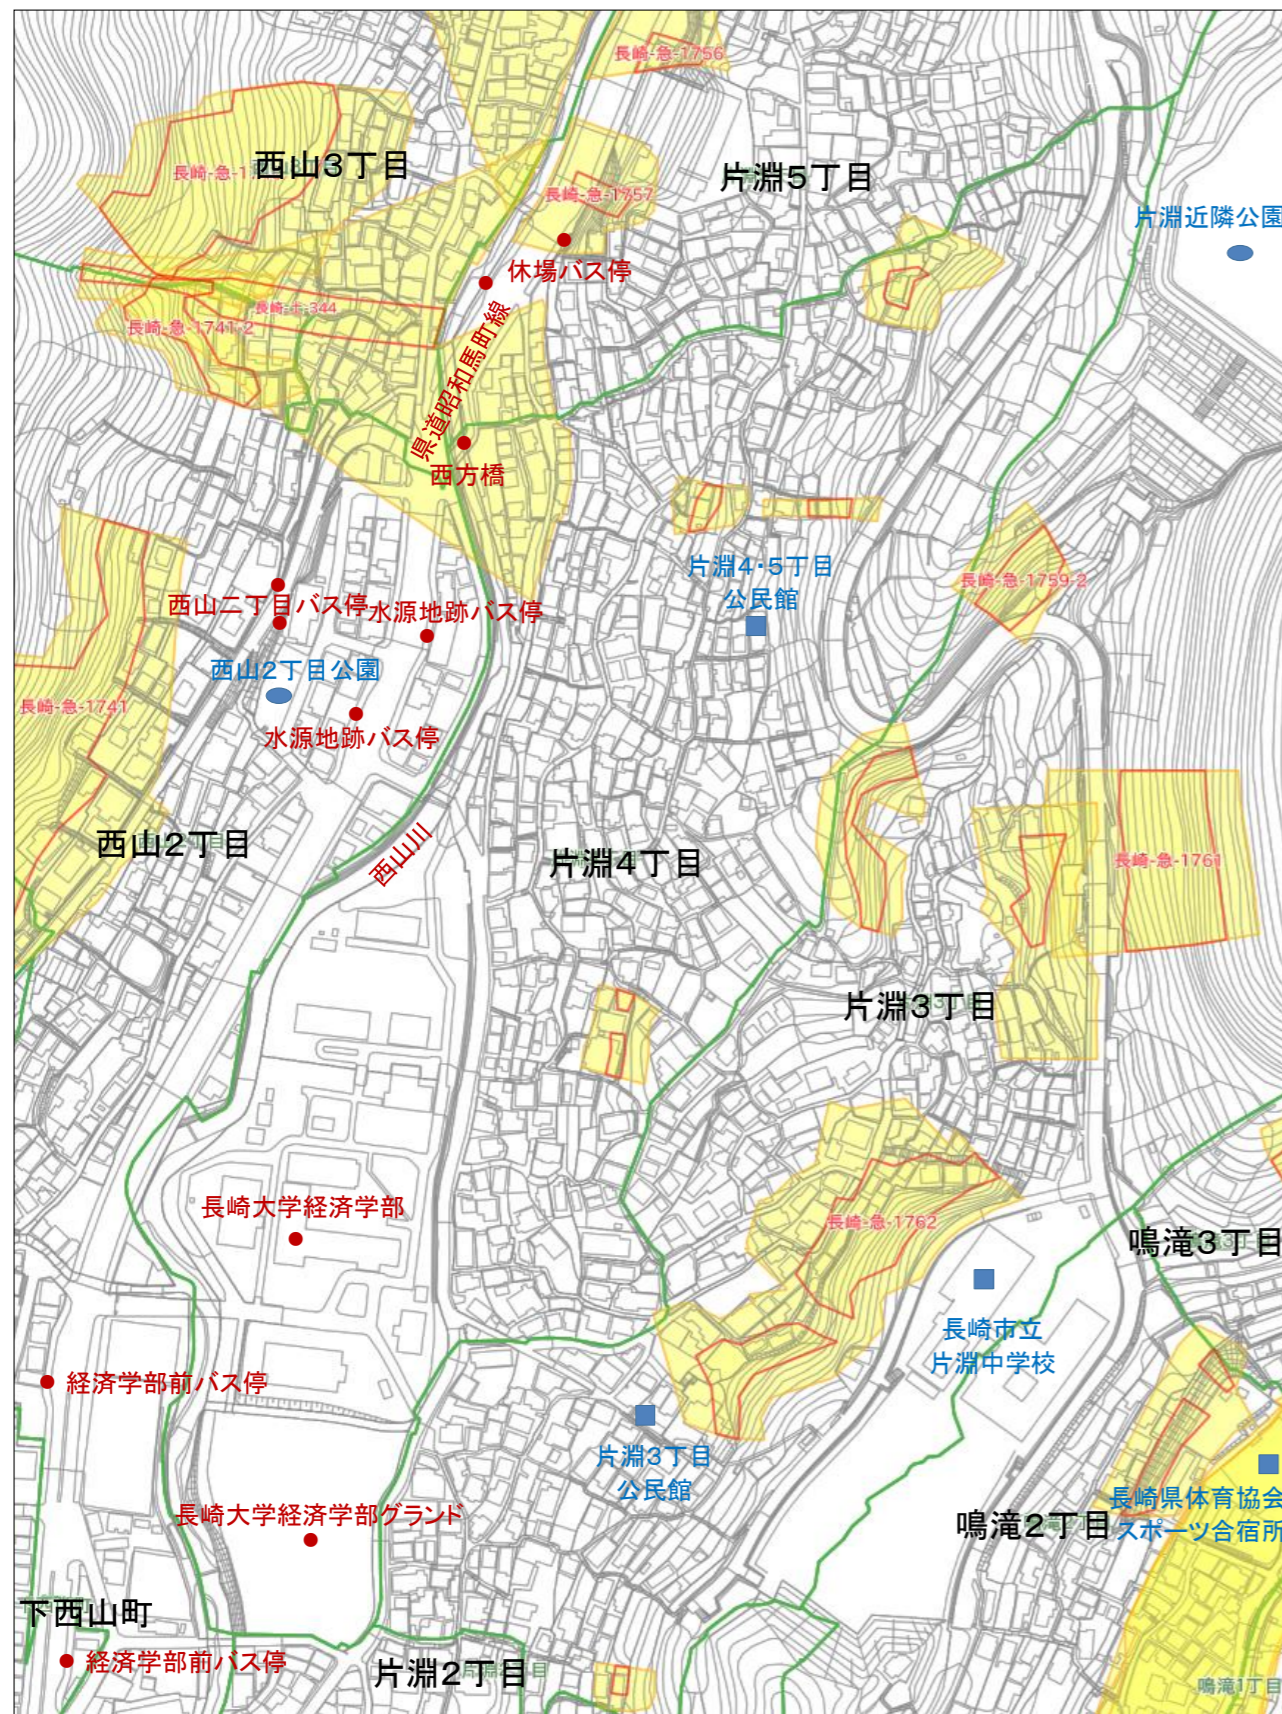 長崎-急-1756
西山3丁目
長崎-急-1
長崎-急-1757
片淵5丁目
片淵近隣公園
休場バス停
長崎-土-344
長崎-急-1741-2
県道昭和馬町線
西方橋
片淵4・5丁目
公民館
長崎-急-1759-2
西山二丁目バス停
水源地跡バス停
西山2丁目公園
長崎-急-1741
水源地跡バス停
西山2丁目
西山川
片淵4丁目
長崎-急-1761
片淵3丁目
長崎大学経済学部
長崎-急-1762
鳴滝3丁目
長崎市立
片淵中学校
経済学部前バス停
片淵3丁目
公民館
長崎大学経済学部グランド
鳴滝2丁目
長崎県体育協会
スポーツ合宿所
下西山町
経済学部前バス停
片淵2丁目
鳴滝1丁目